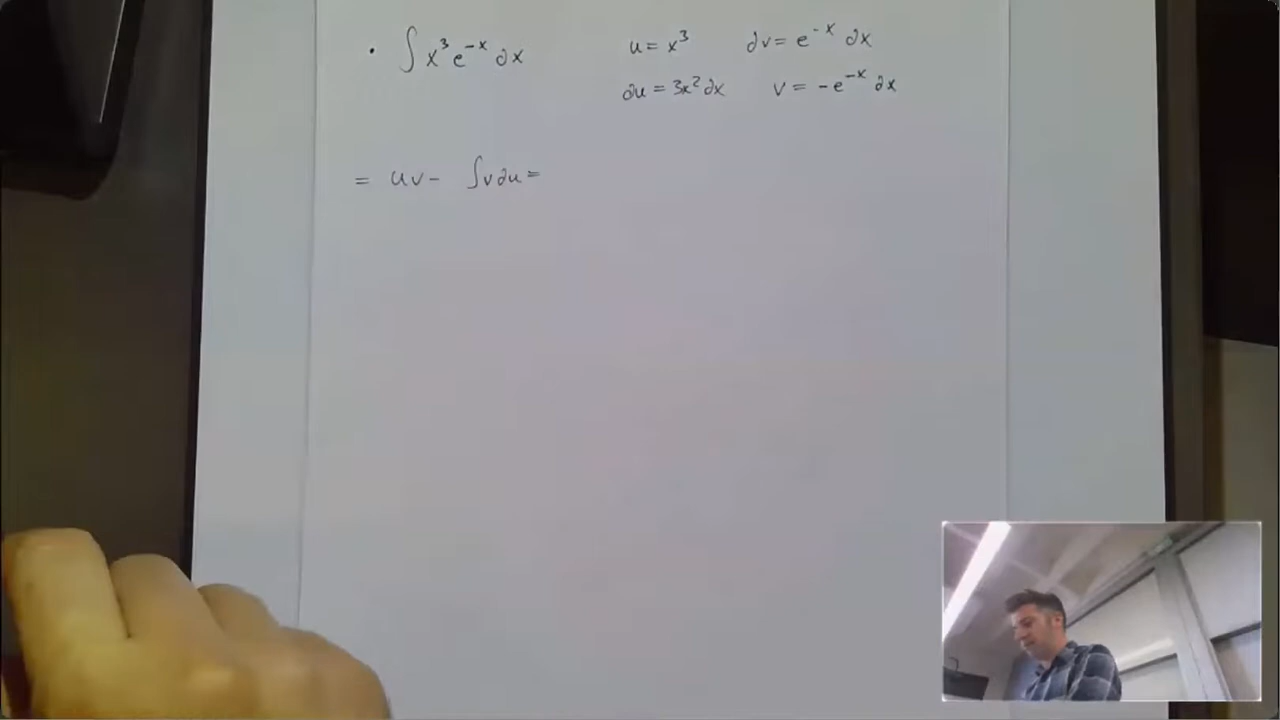 · ∫x³e⁻ˣ ∂x u = x³ ∂v = e⁻ˣ ∂x
∂u = 3x² ∂x v = -e⁻ˣ ∂x
= uv - ∫v∂u =